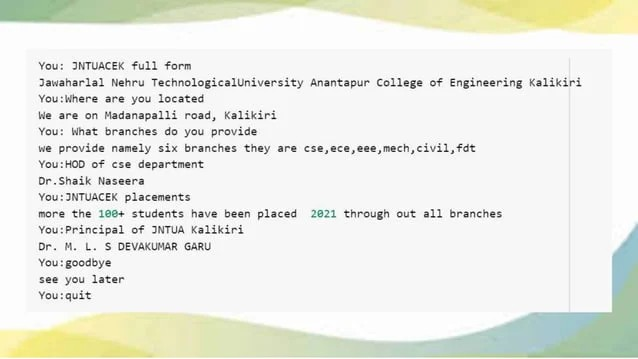 You: JNTUACEK full form
Jawaharlal Nehru TechnologicalUniversity Anantapur College of Engineering Kalikiri
You:Where are you located
We are on Madanapalli road, Kalikiri
You: What branches do you provide
we provide namely six branches they are cse,ece,eee,mech,civil,fdt
You:HOD of cse department
Dr.Shaik Naseera
You:JNTUACEK placements
more the 100+ students have been placed  2021 through out all branches
You:Principal of JNTUA Kalikiri
Dr. M. L. S DEVAKUMAR GARU
You:goodbye
see you later
You:quit